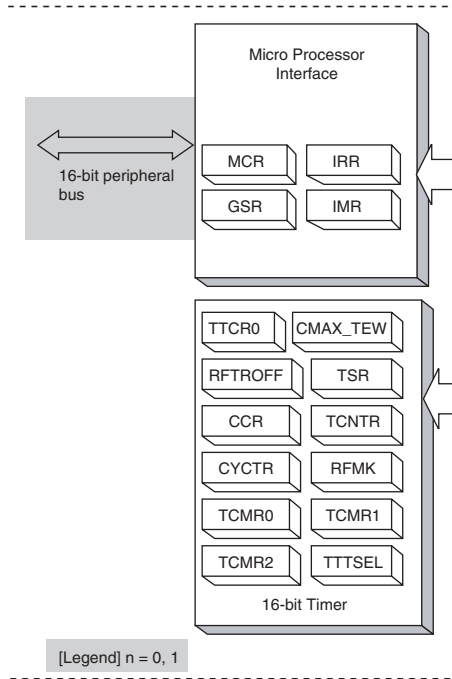 Micro Processor
Interface
MCR IRR
GSR IMR
16-bit peripheral
bus
TTCR0 CMAX_TEW
RFTROFF TSR
CCR TCNTR
CYCTR RFMK
TCMR0 TCMR1
TCMR2 TTTSEL
16-bit Timer
[Legend] n = 0, 1